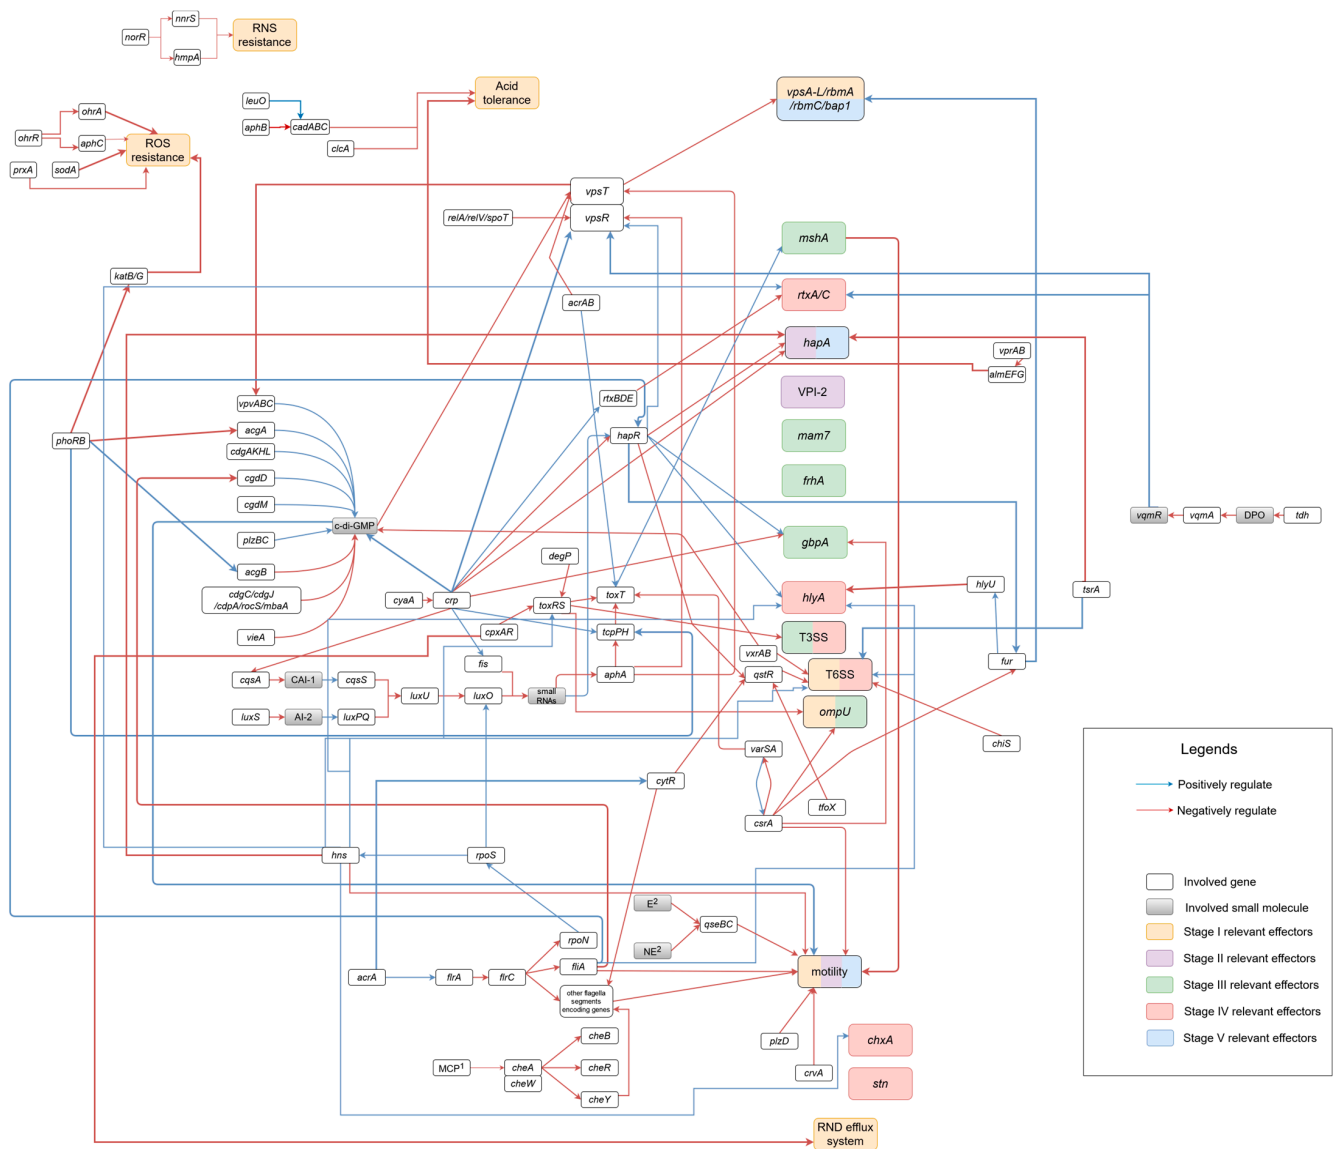 nnrS
RNS
resistance
norR
hmpA
Acid
tolerance
leuO
aphB
cadABC
clcA
vpsA-L/rbmA
/rbmC/bap1
ohrA
ohrR
aphC
ROS
resistance
prxA
sodA
vpsT
relA/relV/spoT
vpsR
mshA
katB/G
acrAB
rtxA/C
hapA
vprAB
almEFG
VPI-2
vpvABC
rtxBDE
acgA
phoRB
hapR
mam7
cdgAKHL
cgdD
frhA
cgdM
c-di-GMP
vqmR
vqmA
DPO
tdh
plzBC
gbpA
degP
acgB
hlyU
tsrA
cdgC/cdgJ
/cdpA/rocS/mbaA
cyaA
crp
toxRS
toxT
hlyA
vieA
cpxAR
tcpPH
T3SS
vxrAB
fis
fur
cqsA
CAI-1
cqsS
aphA
qstR
T6SS
luxU
luxO
small
RNAs
luxS
AI-2
luxPQ
ompU
varSA
chiS
cytR
tfoX
csrA
hns
rpoS
E2
qseBC
NE2
rpoN
acrA
flrA
flrC
fliA
motility
other flagella
segments
encoding genes
cheB
plzD
chxA
MCP1
cheA
cheW
cheR
crvA
stn
cheY
RND efflux
system
Legends
Positively regulate
Negatively regulate
Involved gene
Involved small molecule
Stage I relevant effectors
Stage II relevant effectors
Stage III relevant effectors
Stage IV relevant effectors
Stage V relevant effectors